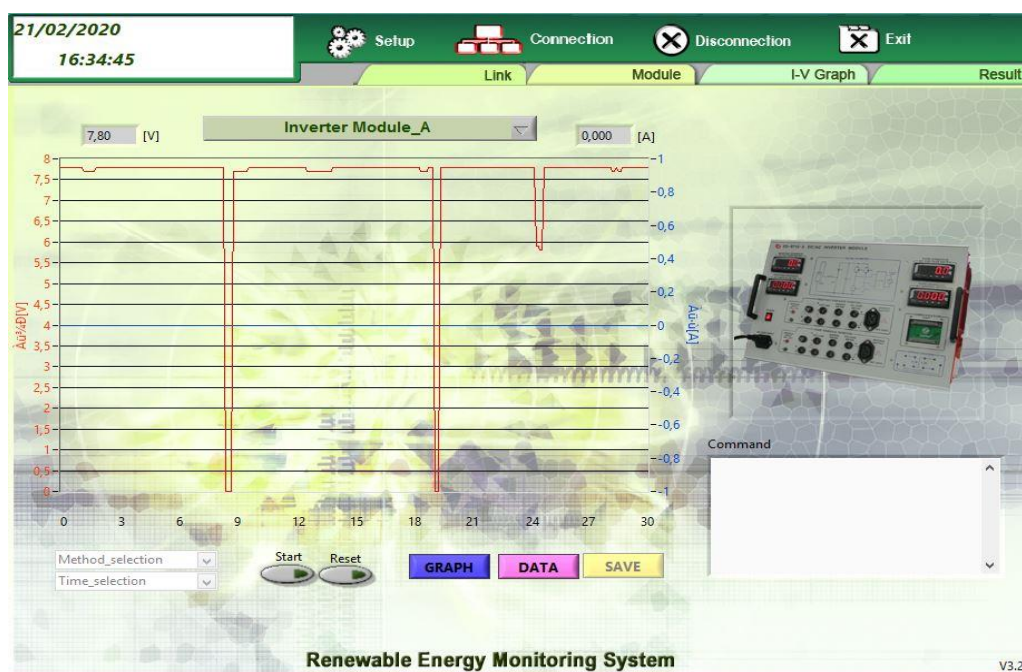 21/02/2020
16:34:45
Setup
Connection
Disconnection
Exit
Link
Module
I-V Graph
Result
7,80 [V]
Inverter Module_A
0,000 [A]
8
7,5
7
6,5
6
5,5
5
4,5
4
3,5
3
2,5
2
1,5
1
0,5
0
Àü¾Ð[V]
1
0,8
0,6
0,4
0,2
0
-0,2
-0,4
-0,6
-0,8
-1
Àü·ù[A]
0 3 6 9 12 15 18 21 24 27 30
Command
Method_selection
Time_selection
Start
Reset
GRAPH
DATA
SAVE
Renewable Energy Monitoring System
V3.2